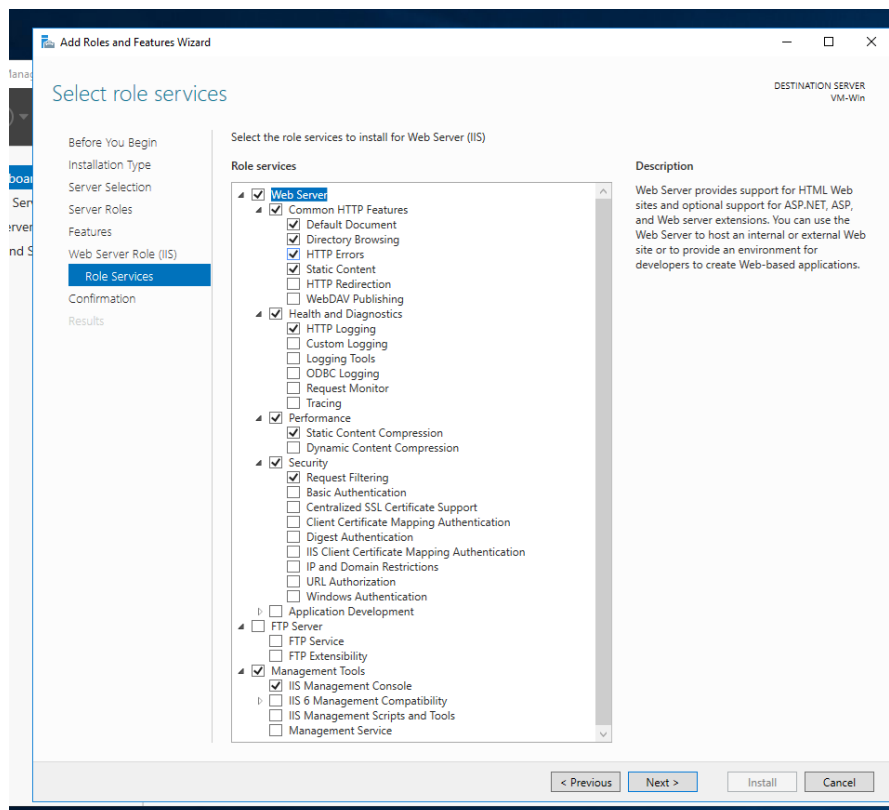 Add Roles and Features Wizard
Select role services
DESTINATION SERVER
VM-Win
Before You Begin
Installation Type
Server Selection
Server Roles
Features
Web Server Role (IIS)
Role Services
Confirmation
Results
Select the role services to install for Web Server (IIS)
Role services
Web Server
Common HTTP Features
Default Document
Directory Browsing
HTTP Errors
Static Content
HTTP Redirection
WebDAV Publishing
Health and Diagnostics
HTTP Logging
Custom Logging
Logging Tools
ODBC Logging
Request Monitor
Tracing
Performance
Static Content Compression
Dynamic Content Compression
Security
Request Filtering
Basic Authentication
Centralized SSL Certificate Support
Client Certificate Mapping Authentication
Digest Authentication
IIS Client Certificate Mapping Authentication
IP and Domain Restrictions
URL Authorization
Windows Authentication
Application Development
FTP Server
FTP Service
FTP Extensibility
Management Tools
IIS Management Console
IIS 6 Management Compatibility
IIS Management Scripts and Tools
Management Service
Description
Web Server provides support for HTML Web
sites and optional support for ASP.NET, ASP,
and Web server extensions. You can use the
Web Server to host an internal or external Web
site or to provide an environment for
developers to create Web-based applications.
< Previous
Next >
Install
Cancel